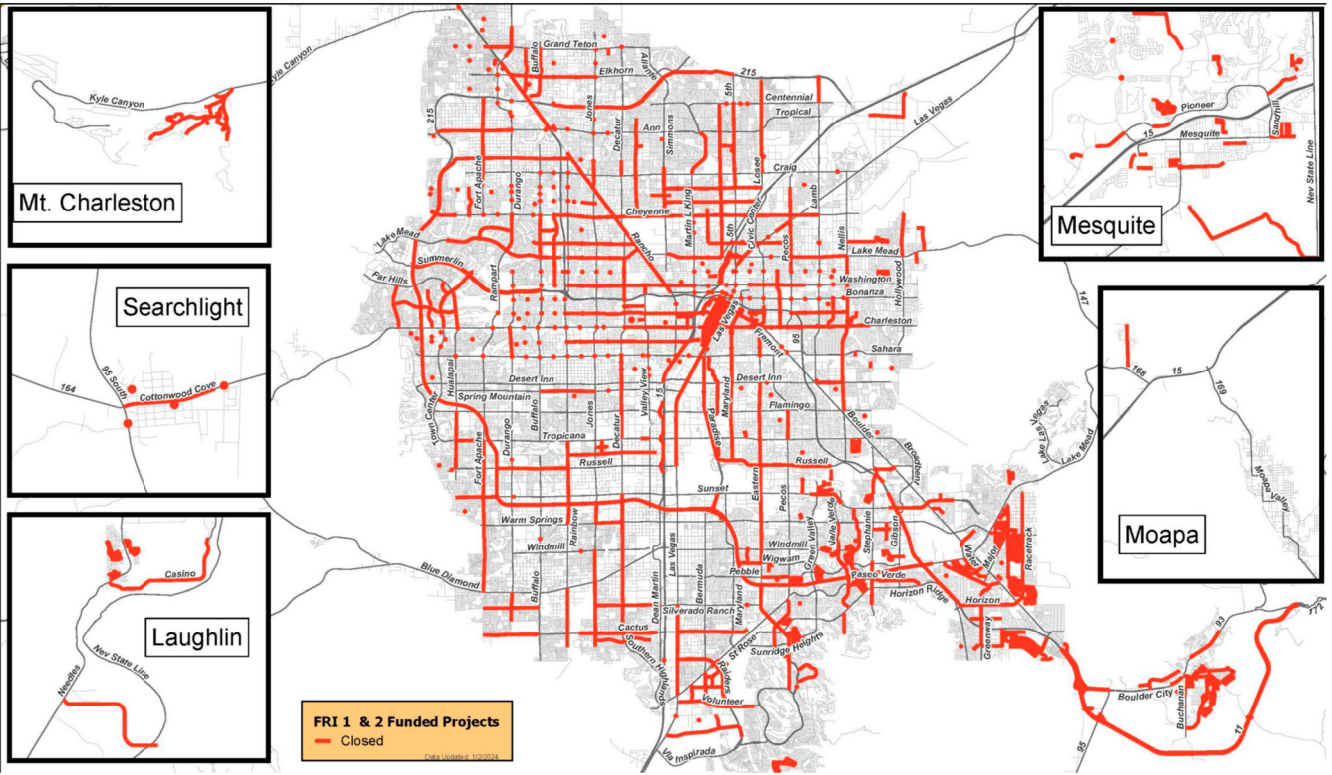 Kyle Canyon
Kyle Canyon
Mt. Charleston
Searchlight
95 South
164
Cottonwood Cove
Casino
Laughlin
Nev State Line
Needles
FRI 1 & 2 Funded Projects
Closed
Data Updated: 1/2/2024
Grand Teton
Buffalo
Elkhorn
Aliante
215
215
5th
Centennial
Tropical
Jones
Decatur
Ann
Simmons
Losee
Craig
Fort Apache
Durango
Lamb
Cheyenne
Martin L King
Civic Center
5th
Rancho
Pecos
Nellis
Lake Mead
Lake Mead
Summerlin
Far Hills
Rampart
Washington
Bonanza
Hollywood
Las Vegas
Las Vegas
Charleston
Fremont
95
Sahara
Hualapai
Desert Inn
Desert Inn
Valley View
15
Maryland
Town Center
Spring Mountain
Buffalo
Jones
Decatur
Flamingo
Paradise
Boulder
Durango
Tropicana
Fort Apache
Russell
Russell
Sunset
Eastern
Pecos
Warm Springs
Rainbow
Windmill
Windmill
Wigwam
Green Valley
Valle Verde
Stephanie
Gibson
Water
Major
Racetrack
Blue Diamond
Buffalo
Dean Martin
Las Vegas
Bermuda
Pebble
Maryland
Paseo Verde
Horizon Ridge
Horizon
Silverado Ranch
Cactus
Southern Highlands
St Rose
Sunridge Heights
Raiders
Volunteer
Via Inspirada
Greenway
147
Lake Las Vegas
Lake Mead
Boulder City
Buchanan
93
95
11
172
Pioneer
15
Mesquite
Sandhill
Nev State Line
Mesquite
168
15
169
Moapa Valley
Moapa